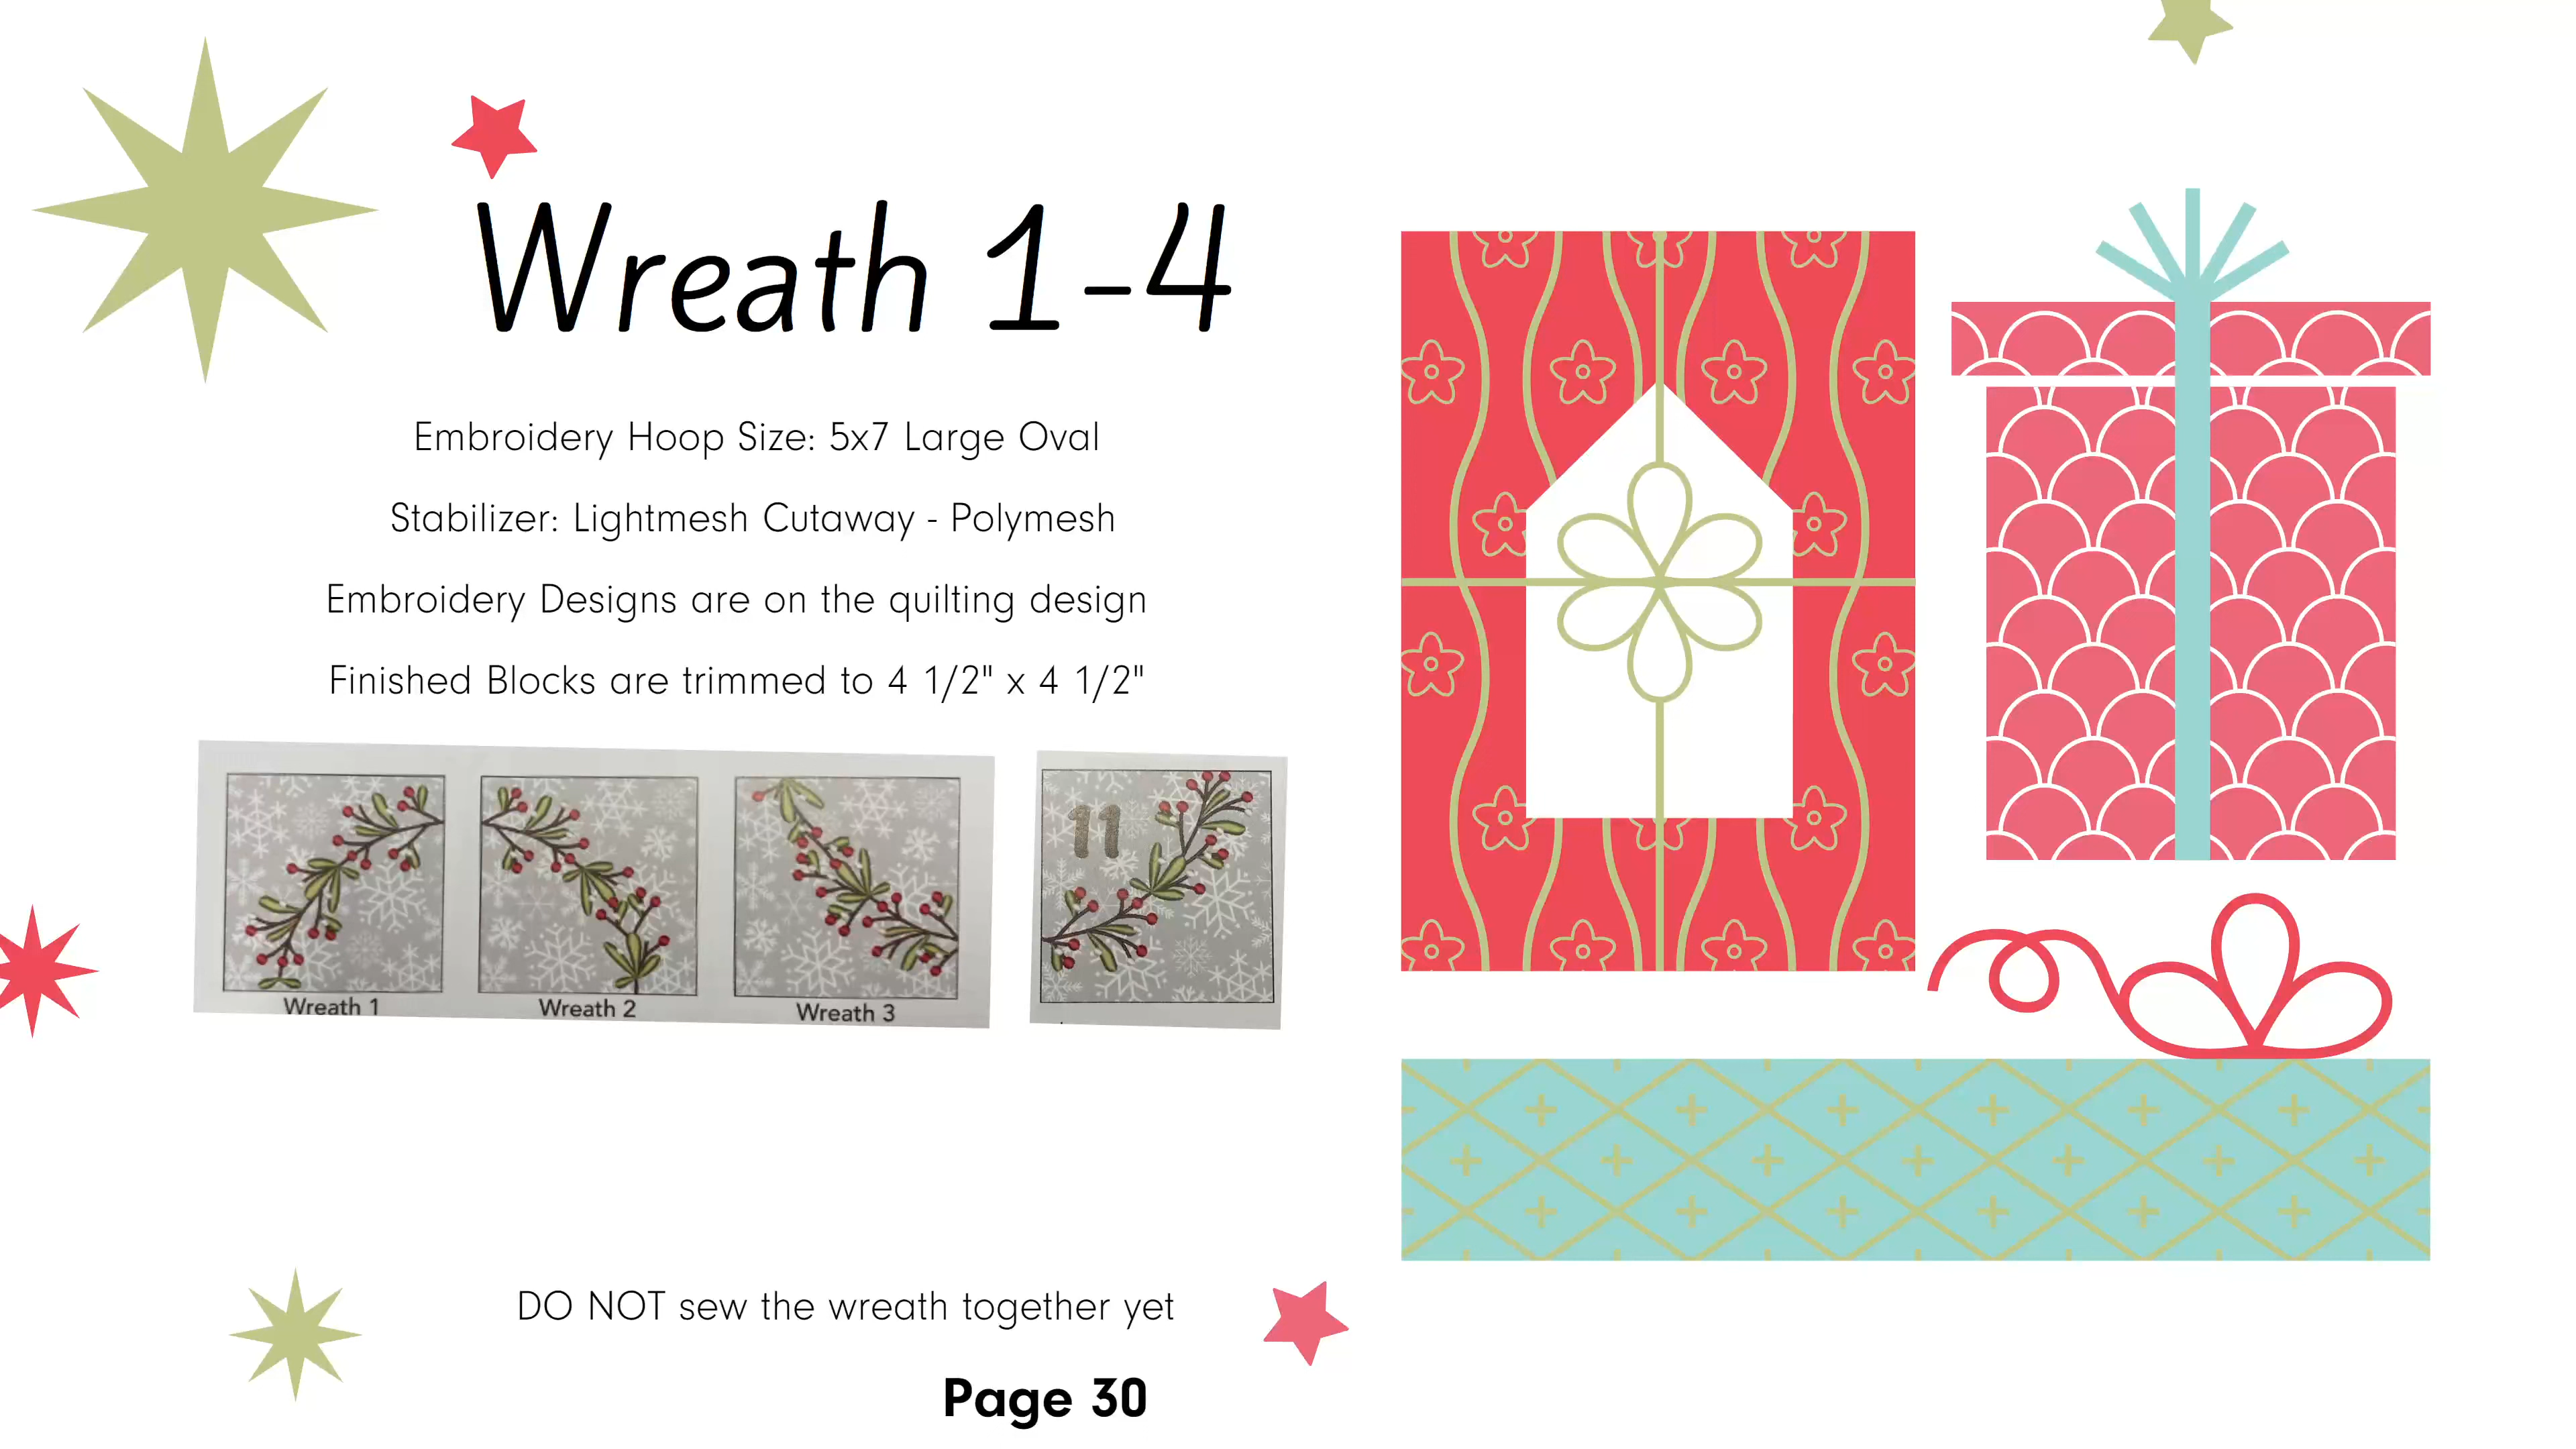 Wreath 1-4
Embroidery Hoop Size: 5x7 Large Oval
Stabilizer: Lightmesh Cutaway - Polymesh
Embroidery Designs are on the quilting design
Finished Blocks are trimmed to 4 1/2" x 4 1/2"
11
Wreath 1
Wreath 2
Wreath 3
DO NOT sew the wreath together yet
Page 30